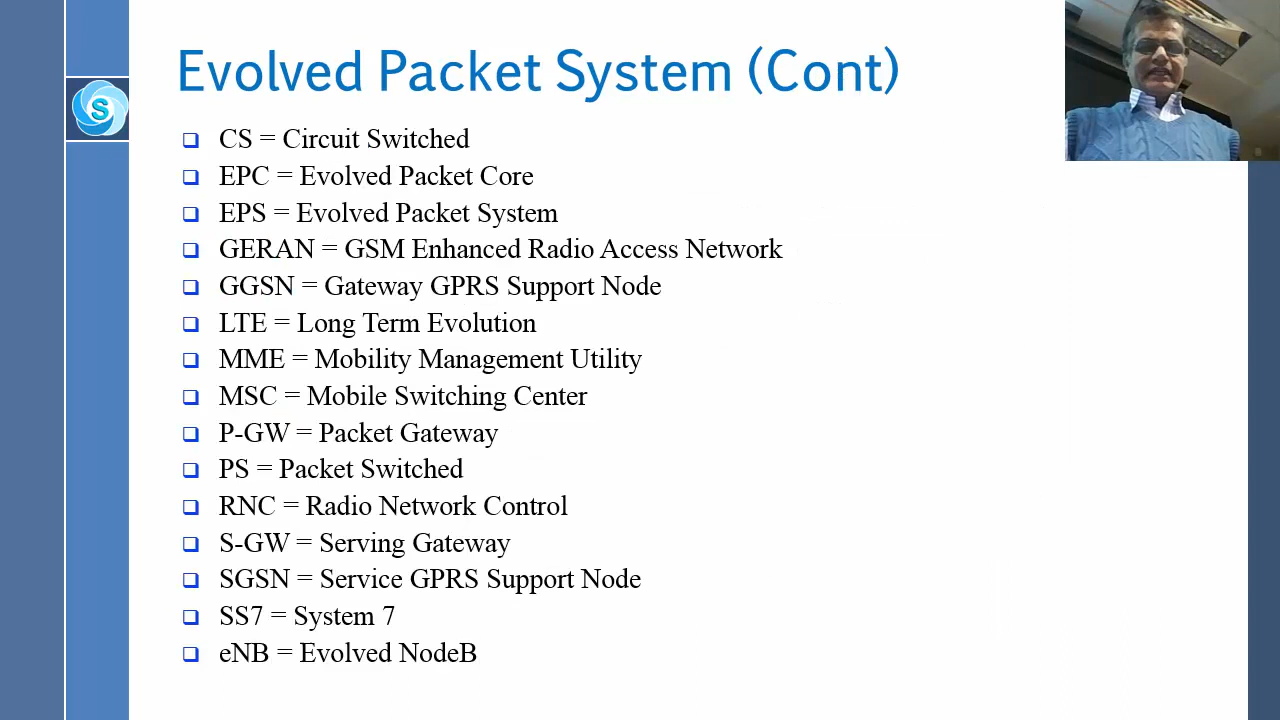 Evolved Packet System (Cont)
S
CS = Circuit Switched
EPC = Evolved Packet Core
EPS = Evolved Packet System
GERAN = GSM Enhanced Radio Access Network
GGSN = Gateway GPRS Support Node
LTE = Long Term Evolution
MME = Mobility Management Utility
MSC = Mobile Switching Center
P-GW = Packet Gateway
PS = Packet Switched
RNC = Radio Network Control
S-GW = Serving Gateway
SGSN = Service GPRS Support Node
SS7 = System 7
eNB = Evolved NodeB